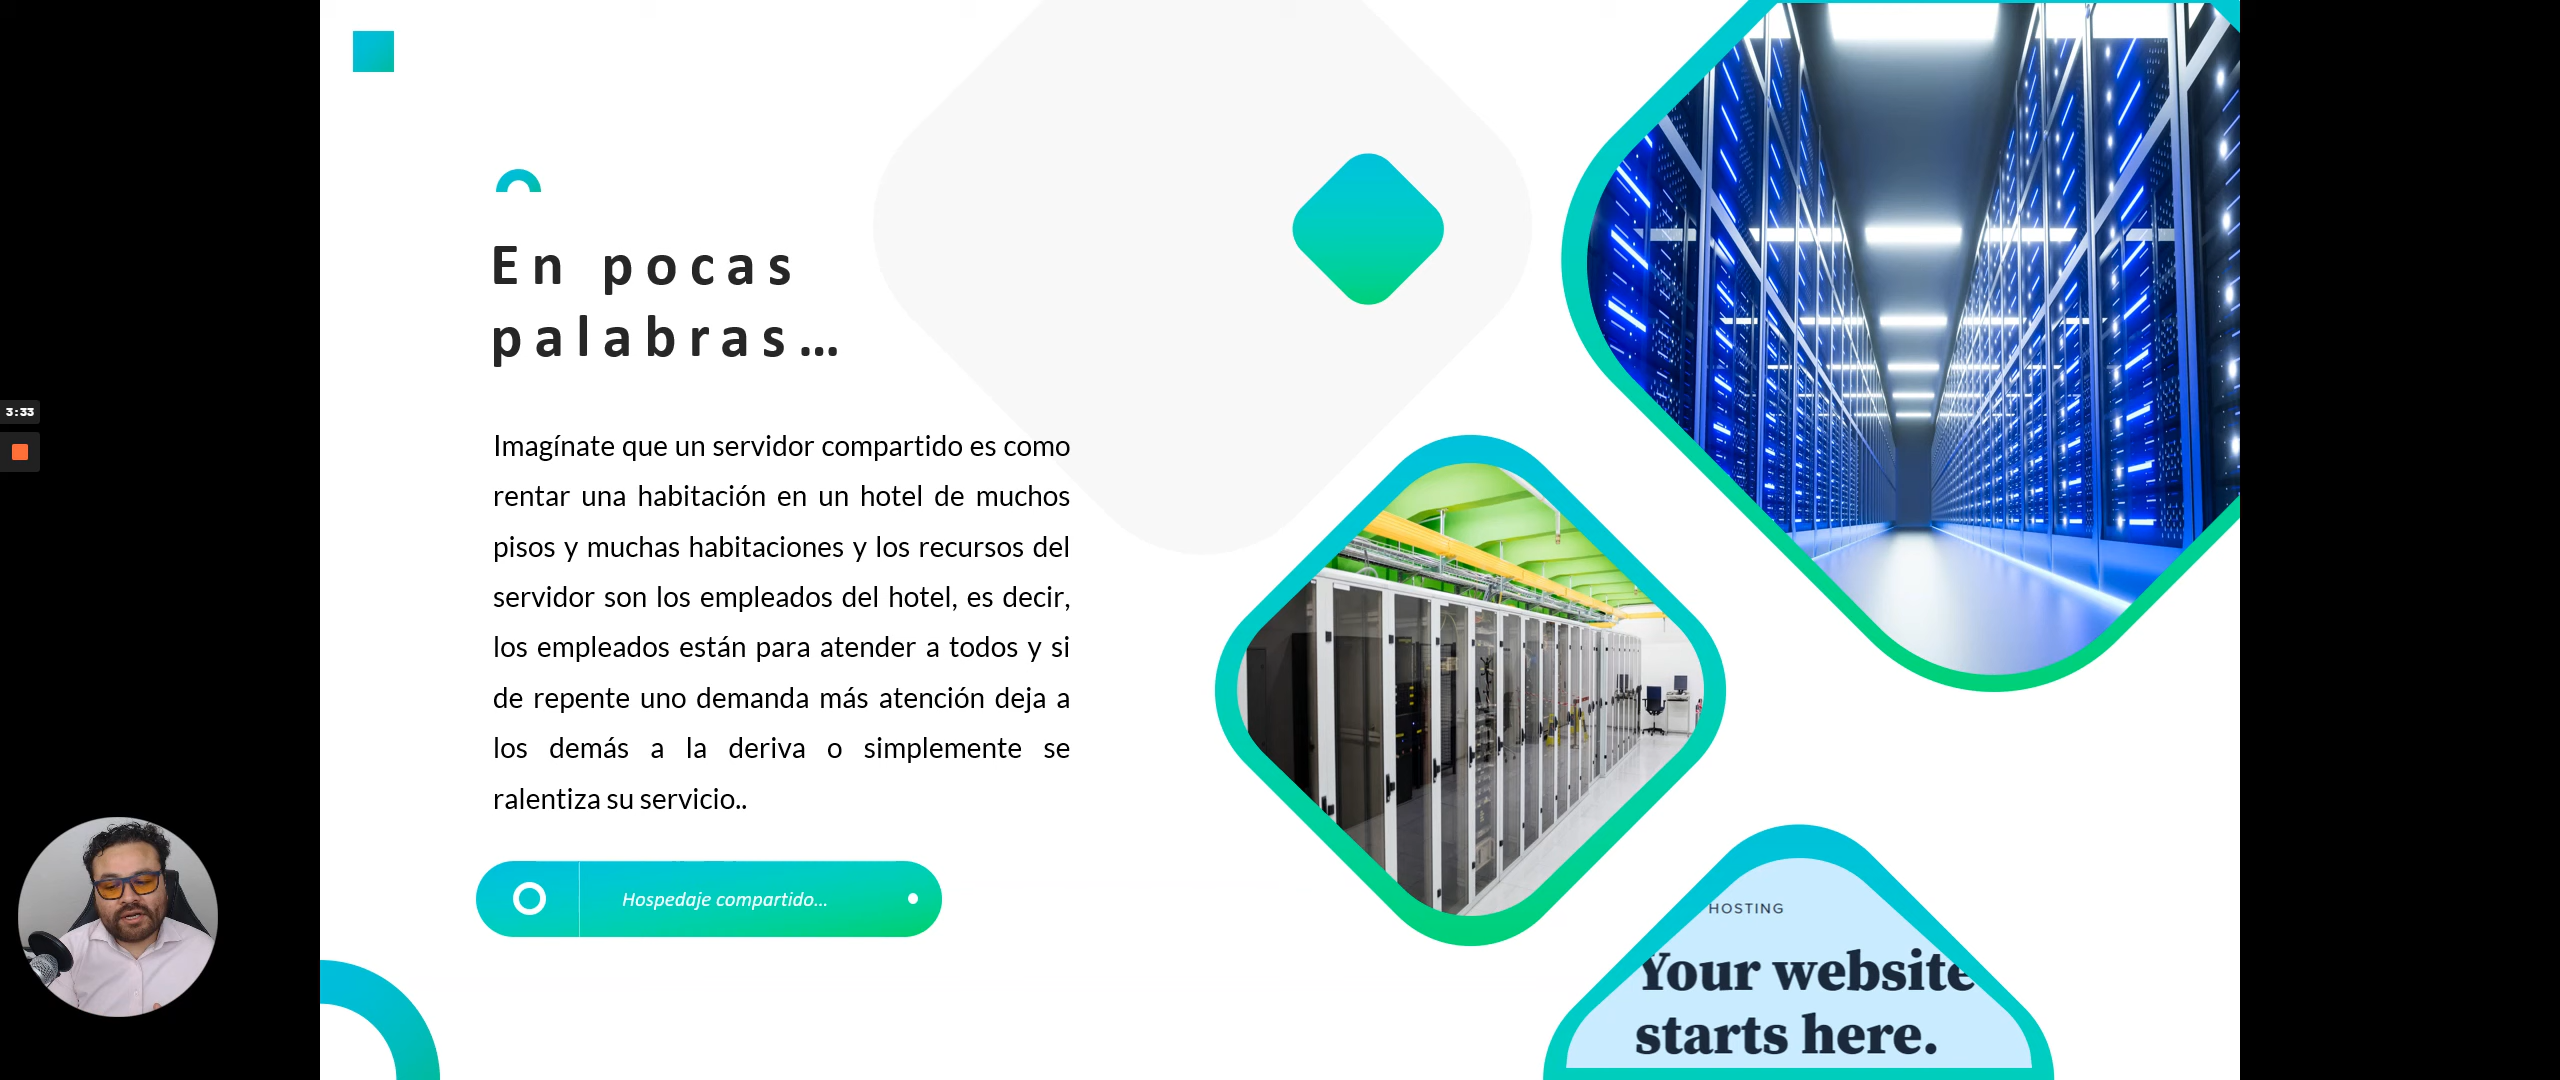 En pocas
palabras…
Imagínate que un servidor compartido es como
rentar una habitación en un hotel de muchos
pisos y muchas habitaciones y los recursos del
servidor son los empleados del hotel, es decir,
los empleados están para atender a todos y si
de repente uno demanda más atención deja a
los demás a la deriva o simplemente se
ralentiza su servicio..
Hospedaje compartido...
3:33
HOSTING
Your website
starts here.